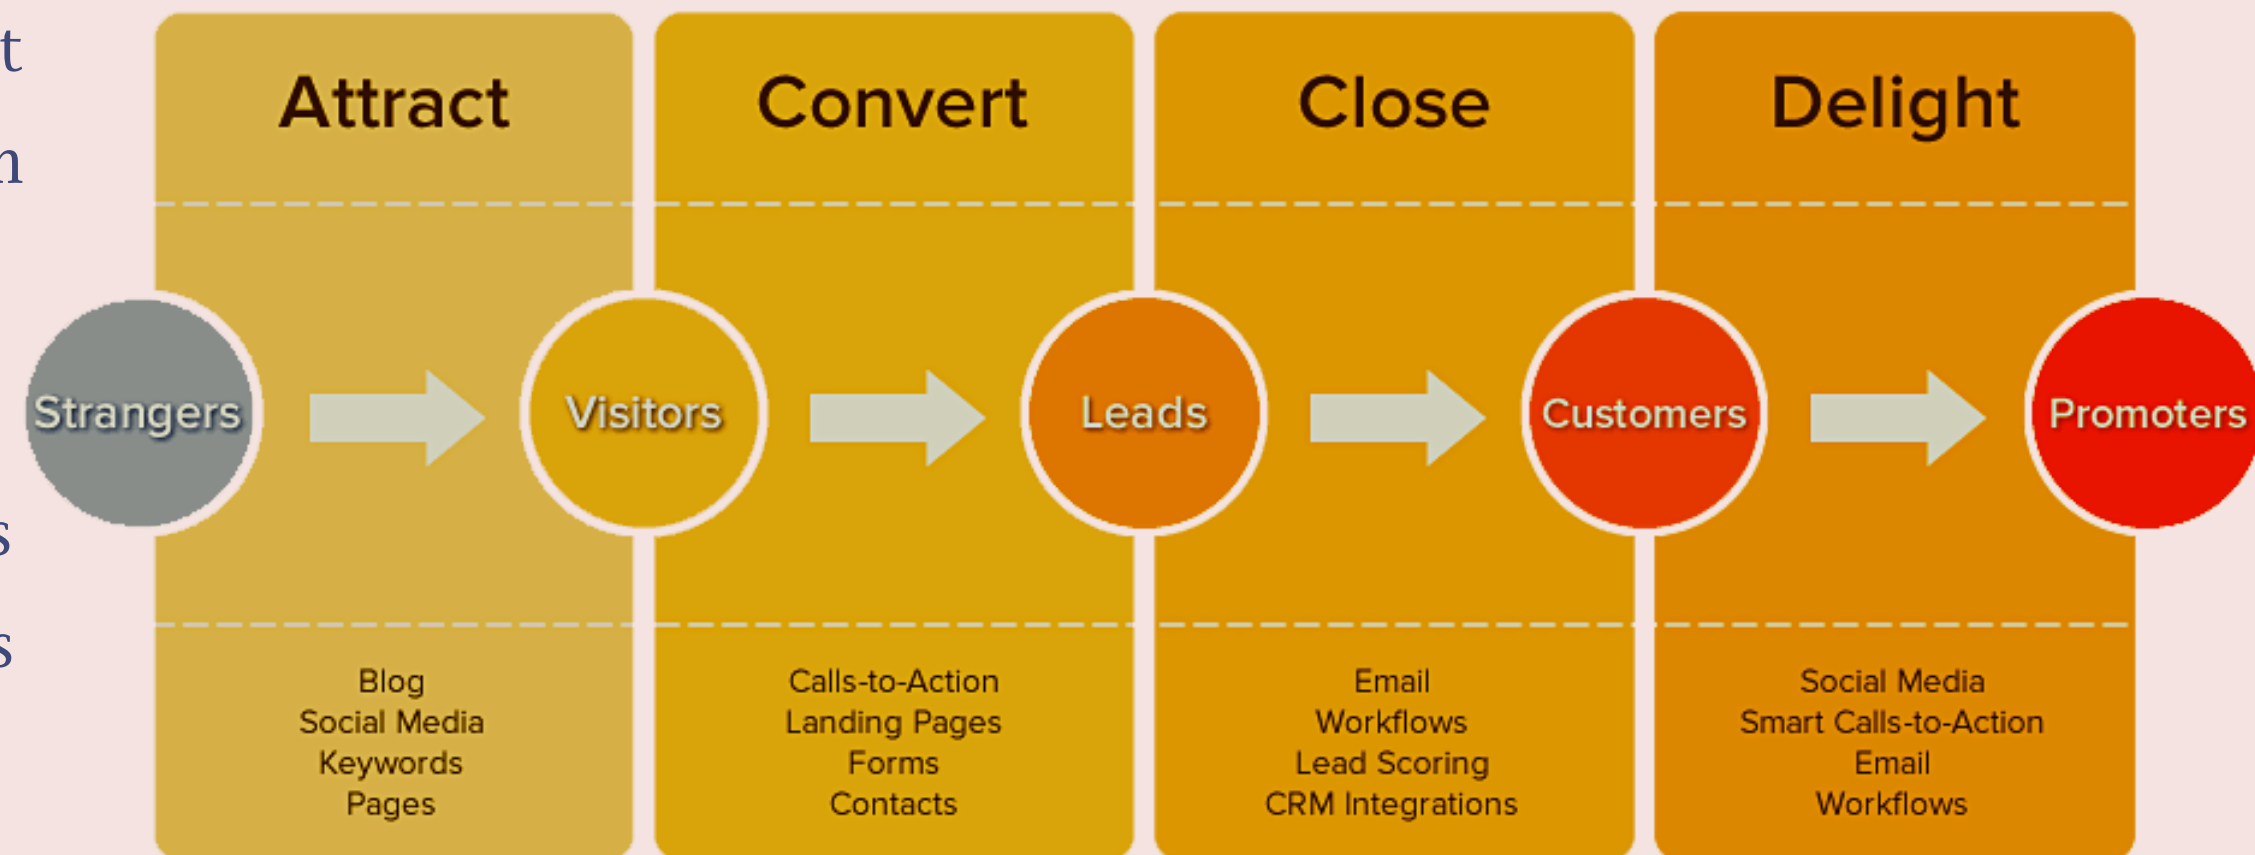 Attract
Convert
Close
Delight
Strangers
Visitors
Leads
Customers
Promoters
Blog
Social Media
Keywords
Pages
Calls-to-Action
Landing Pages
Forms
Contacts
Email
Workflows
Lead Scoring
CRM Integrations
Social Media
Smart Calls-to-Action
Email
Workflows